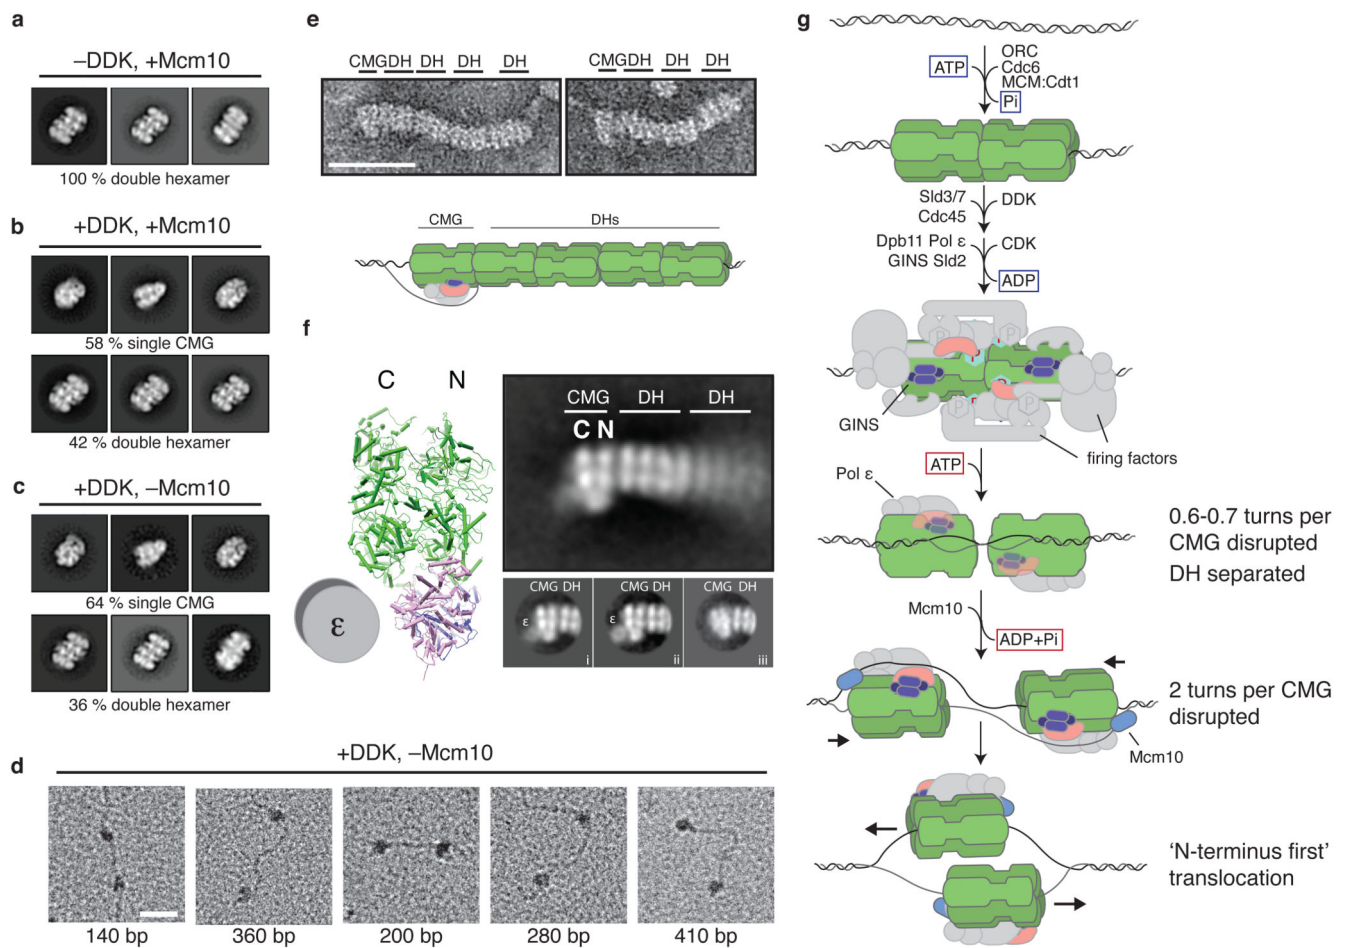 a
–DDK, +Mcm10
100 % double hexamer
b
+DDK, +Mcm10
58 % single CMG
42 % double hexamer
c
+DDK, –Mcm10
64 % single CMG
36 % double hexamer
d
+DDK, –Mcm10
140 bp
360 bp
200 bp
280 bp
410 bp
e
CMG DH DH DH DH
CMG DH DH DH
CMG DHs
f
C N
ε
CMG DH DH
C N
CMG DH
ε
i
CMG DH
ε
ii
CMG DH
iii
g
ORC
ATP
Cdc6
MCM:Cdt1
Pi
Sld3/7
DDK
Cdc45
Dpb11 Pol ε
CDK
GINS Sld2
ADP
P
P
P
P
GINS
firing factors
ATP
Pol ε
0.6-0.7 turns per
CMG disrupted
DH separated
Mcm10
ADP+Pi
2 turns per CMG
disrupted
Mcm10
‘N-terminus first’
translocation